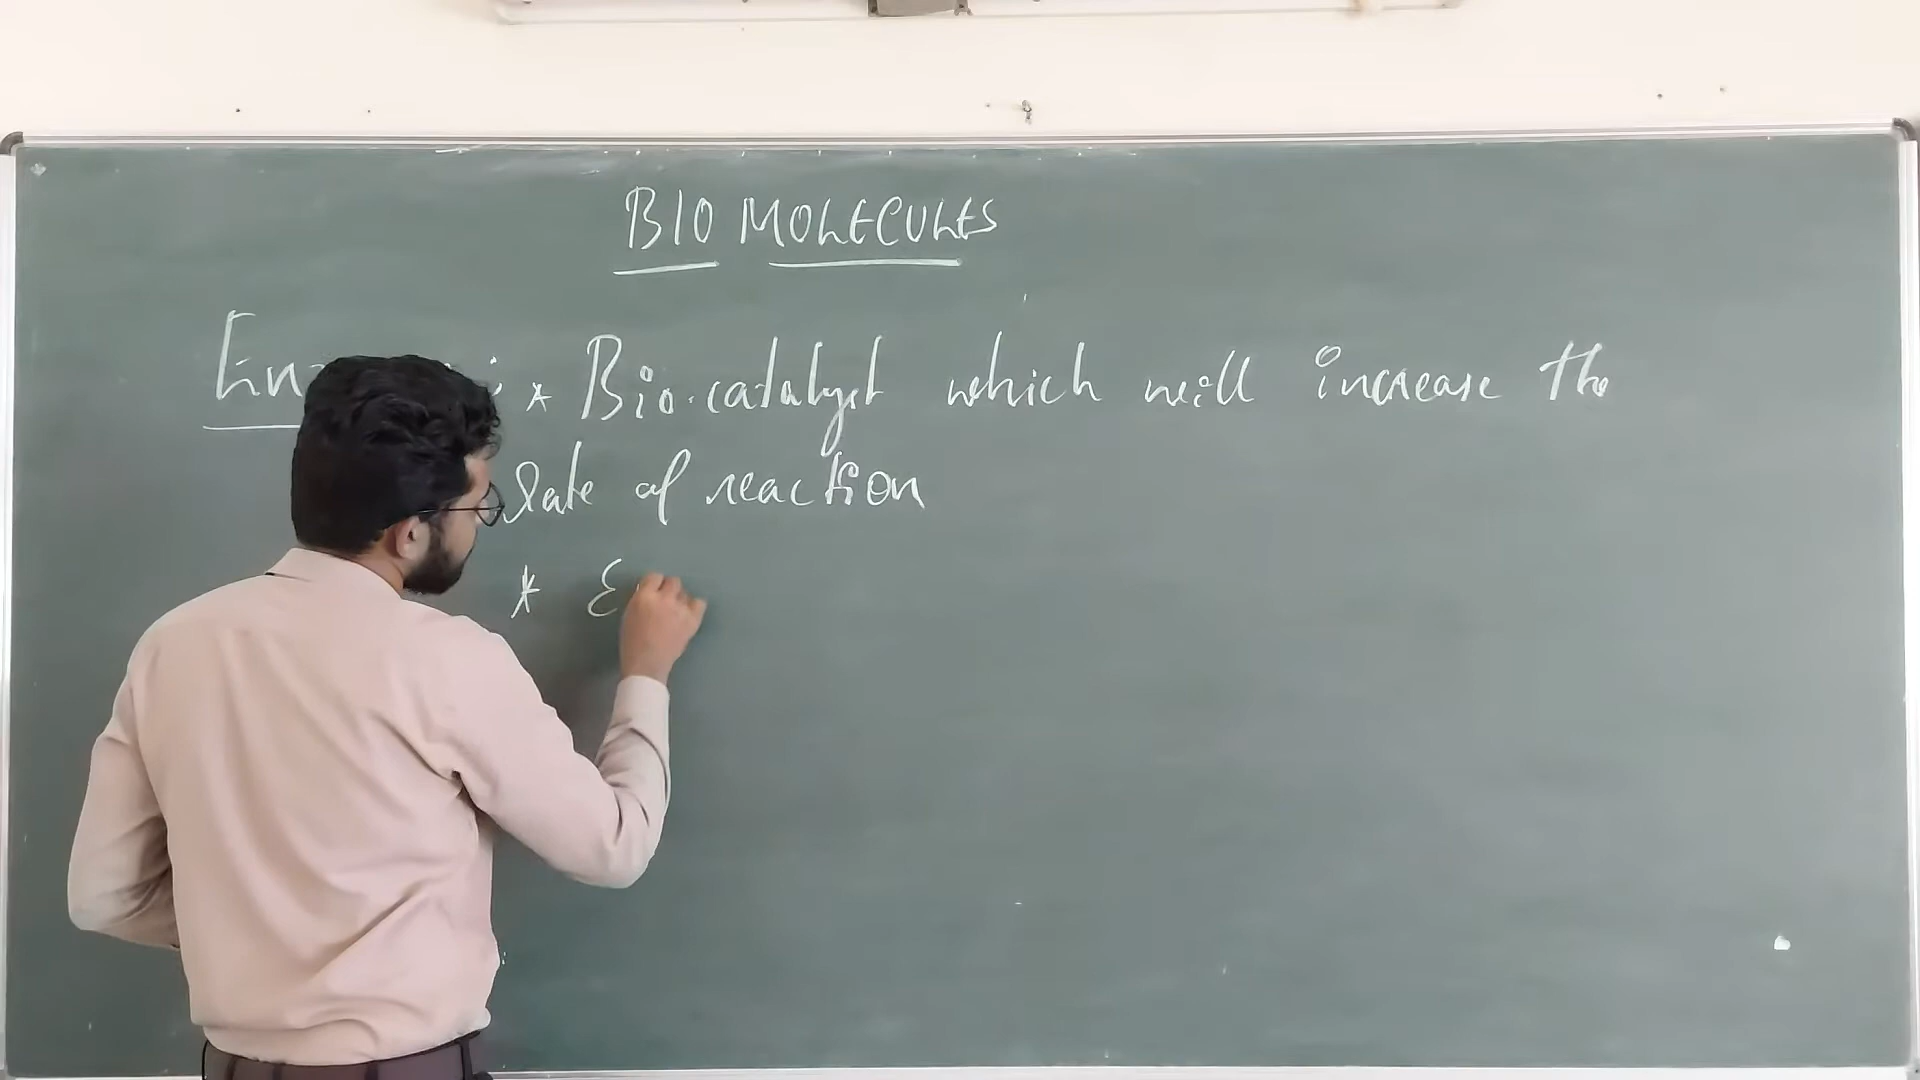 BIO MOLECULES
: * Bio-catalyst which will increase the
rate of reaction
* E